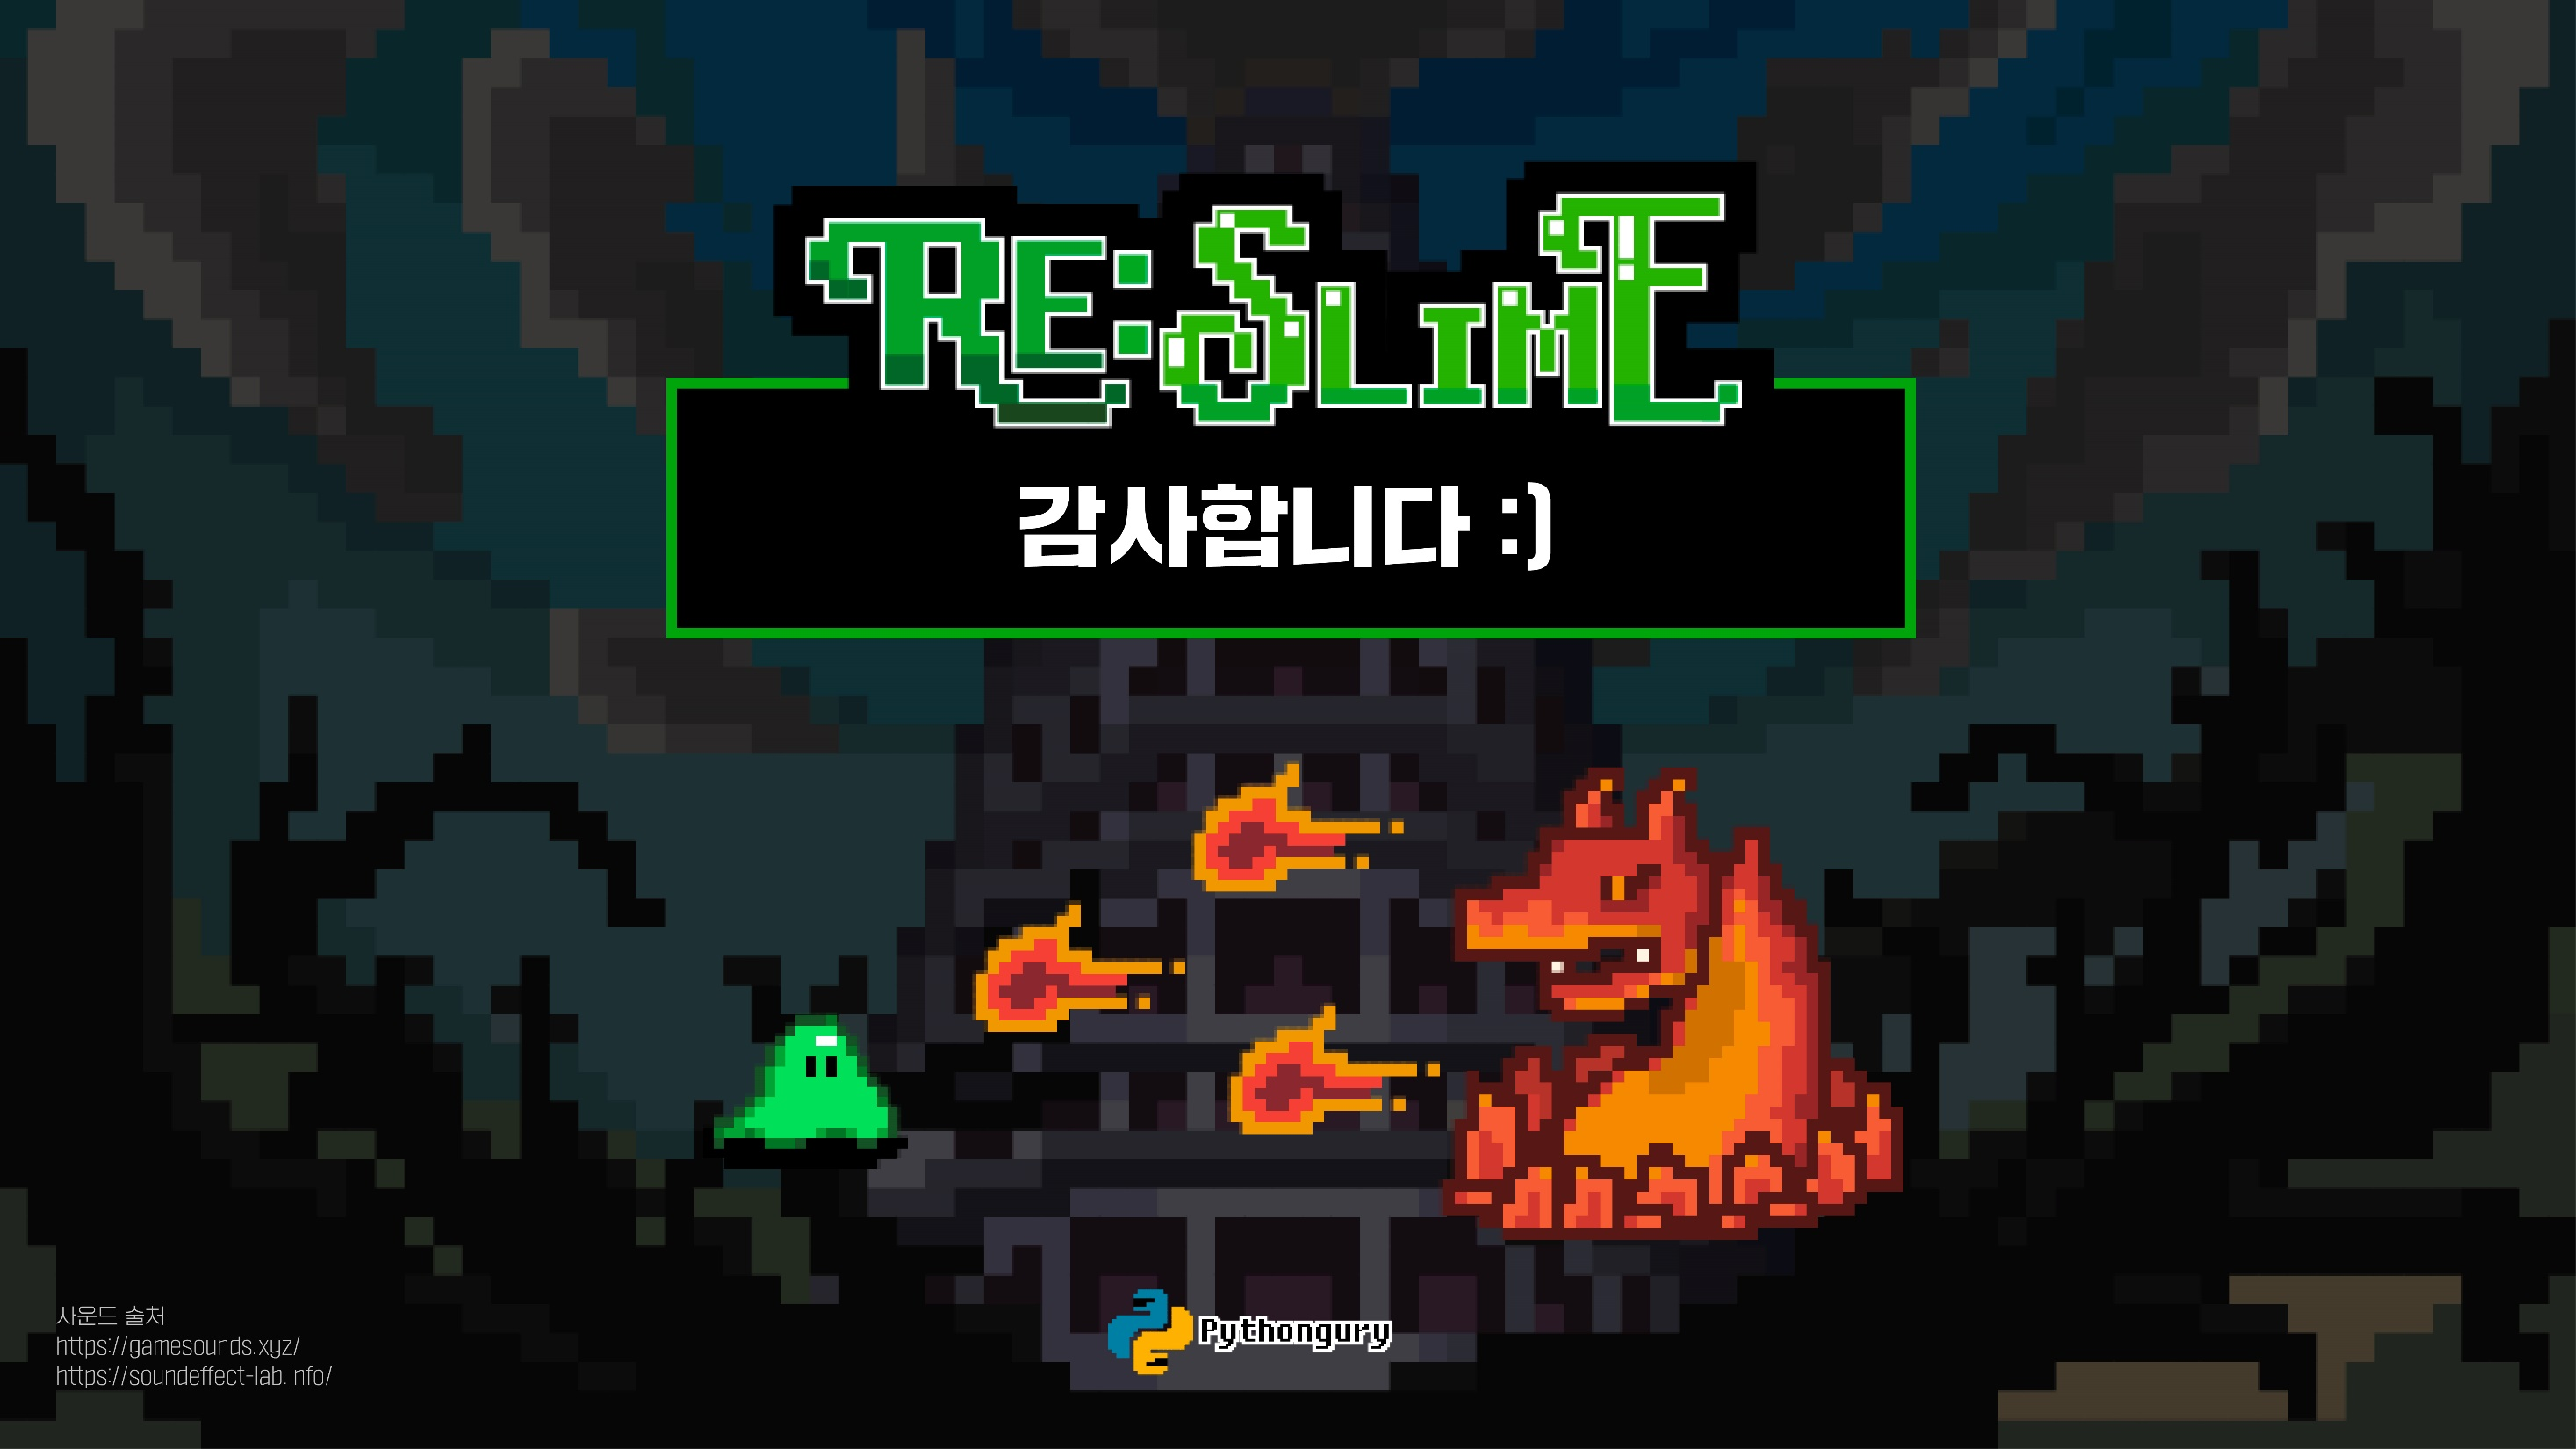 RE:SLIME
감사합니다 :)
사운드 출처
https://gamesounds.xyz/
https://soundeffect-lab.info/
Pythongury